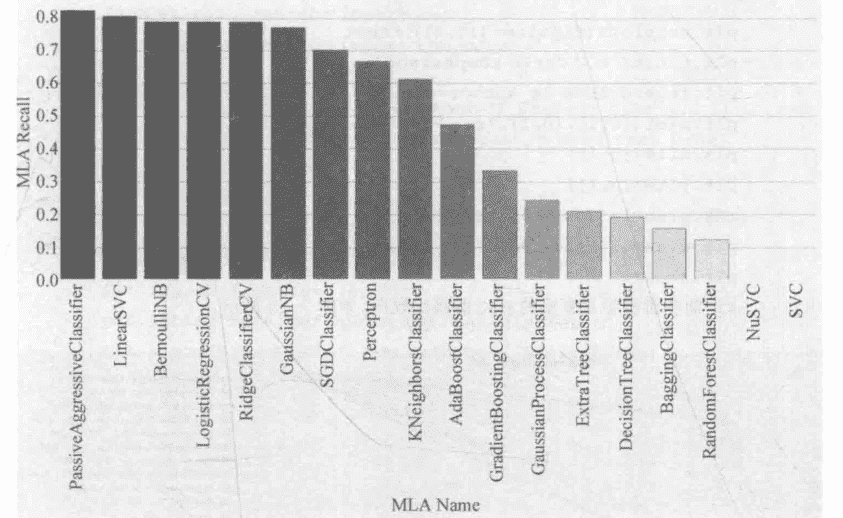 0.8
0.7
0.6
0.5
0.4
0.3
0.2
0.1
0.0
MLA Recall
PassiveAggressiveClassifier
LinearSVC
BernoulliNB
LogisticRegressionCV
RidgeClassifierCV
GaussianNB
SGDClassifier
Perceptron
KNeighborsClassifier
AdaBoostClassifier
GradientBoostingClassifier
GaussianProcessClassifier
ExtraTreeClassifier
DecisionTreeClassifier
BaggingClassifier
RandomForestClassifier
NuSVC
SVC
MLA Name